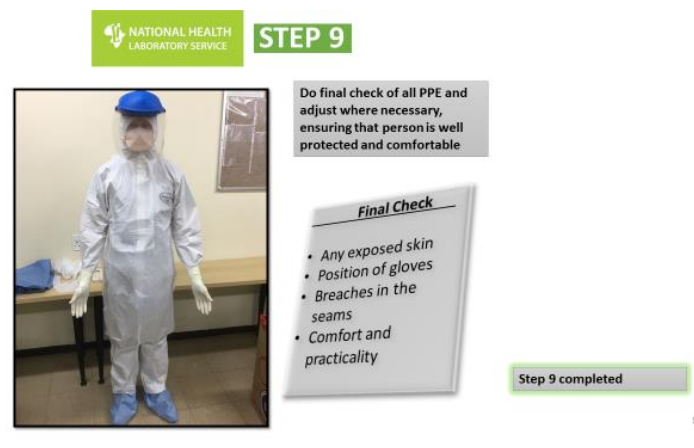 NATIONAL HEALTH
LABORATORY SERVICE
STEP 9
Do final check of all PPE and
adjust where necessary,
ensuring that person is well
protected and comfortable
Final Check
• Any exposed skin
• Position of gloves
• Breaches in the
seams
• Comfort and
practicality
Step 9 completed